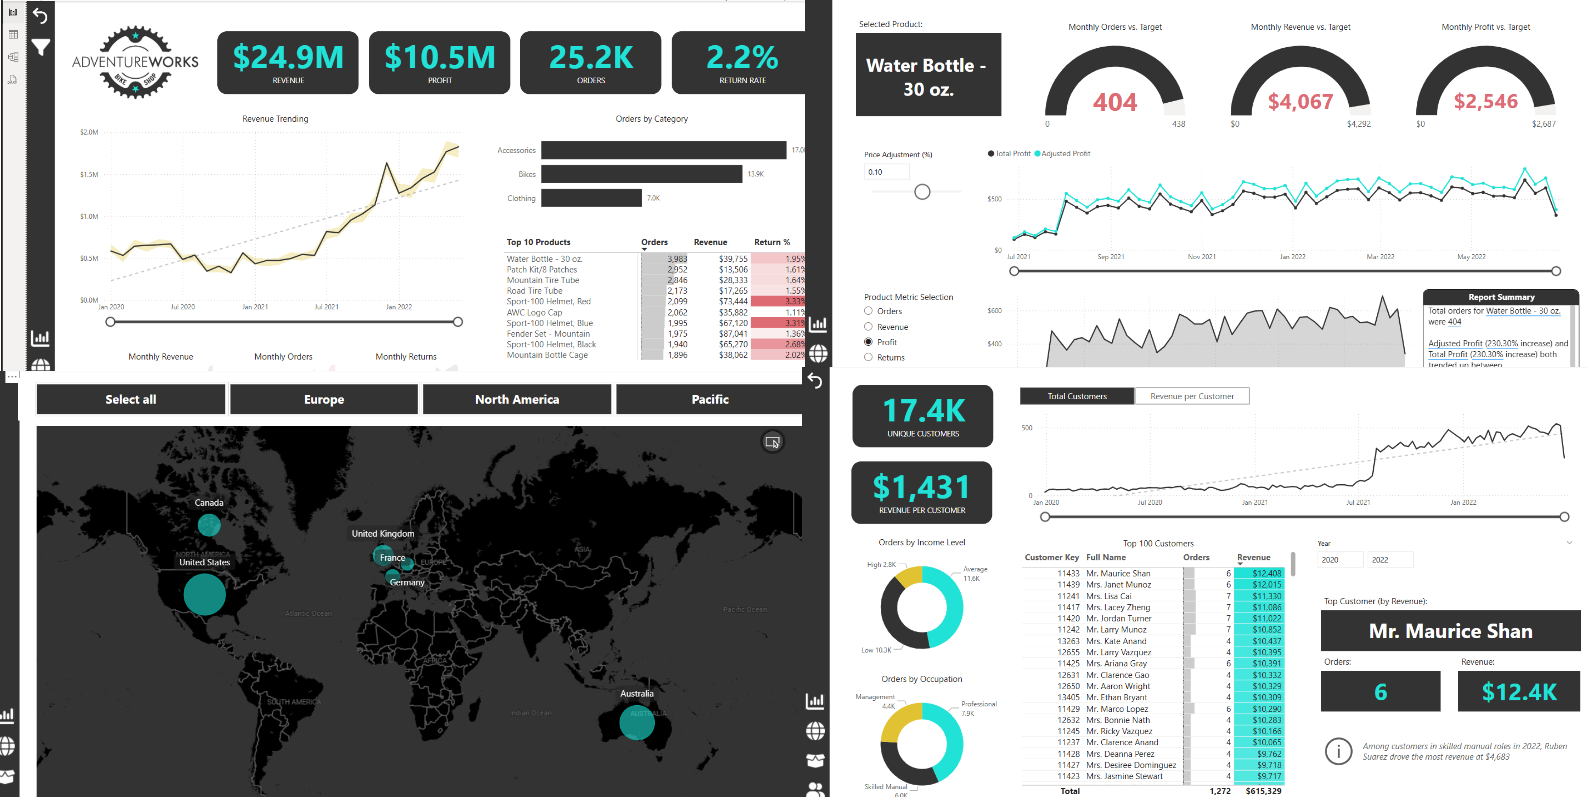 ADVENTUREWORKS
BIKE SHOP
$24.9M
REVENUE
$10.5M
PROFIT
25.2K
ORDERS
2.2%
RETURN RATE
Revenue Trending
$2.0M
$1.5M
$1.0M
$0.5M
$0.0M
Jan 2020 Jul 2020 Jan 2021 Jul 2021 Jan 2022
Orders by Category
Accessories 17.0
Bikes 13.9K
Clothing 7.0K
Top 10 Products Orders Revenue Return %
Water Bottle - 30 oz. 3,983 $39,755 1.95%
Patch Kit/8 Patches 2,952 $13,506 1.61%
Mountain Tire Tube 2,846 $28,333 1.64%
Road Tire Tube 2,173 $17,265 1.55%
Sport-100 Helmet, Red 2,099 $73,444 3.33%
AWC Logo Cap 2,062 $35,882 1.11%
Sport-100 Helmet, Blue 1,995 $67,120 3.31%
Fender Set - Mountain 1,975 $87,041 1.36%
Sport-100 Helmet, Black 1,940 $65,270 2.68%
Mountain Bottle Cage 1,896 $38,062 2.02%
Monthly Revenue Monthly Orders Monthly Returns
Selected Product:
Water Bottle -
30 oz.
Monthly Orders vs. Target
404
0 438
Monthly Revenue vs. Target
$4,067
$0 $4,292
Monthly Profit vs. Target
$2,546
$0 $2,687
Price Adjustment (%)
0.10
Total Profit Adjusted Profit
$500
$0
Jul 2021 Sep 2021 Nov 2021 Jan 2022 Mar 2022 May 2022
Product Metric Selection
Orders
Revenue
Profit
Returns
$600
$400
Report Summary
Total orders for Water Bottle - 30 oz.
were 404
Adjusted Profit (230.30% increase) and
Total Profit (230.30% increase) both
trended up between
Select all Europe North America Pacific
Canada
NORTH AMERICA
United States
United Kingdom
France
EUROPE
Germany
ASIA
Atlantic Ocean
Pacific Ocean
AFRICA
SOUTH AMERICA
Indian Ocean
Australia
AUSTRALIA
17.4K
UNIQUE CUSTOMERS
$1,431
REVENUE PER CUSTOMER
Total Customers Revenue per Customer
500
0
Jan 2020 Jul 2020 Jan 2021 Jul 2021 Jan 2022
Orders by Income Level
High 2.8K
Average
11.6K
Low 10.3K
Orders by Occupation
Management
4.4K
Professional
7.9K
Skilled Manual
6.0K
Top 100 Customers
Customer Key Full Name Orders Revenue
11433 Mr. Maurice Shan 6 $12,408
11439 Mrs. Janet Munoz 6 $12,015
11241 Mrs. Lisa Cai 7 $11,330
11417 Mrs. Lacey Zheng 7 $11,086
11420 Mr. Jordan Turner 7 $11,022
11242 Mr. Larry Munoz 7 $10,852
13263 Mrs. Kate Anand 4 $10,437
12655 Mr. Larry Vazquez 4 $10,395
11425 Mrs. Ariana Gray 6 $10,391
12631 Mr. Clarence Gao 4 $10,332
12650 Mr. Aaron Wright 4 $10,329
13405 Mr. Ethan Bryant 4 $10,309
11429 Mr. Marco Lopez 6 $10,290
12632 Mrs. Bonnie Nath 4 $10,283
11245 Mr. Ricky Vazquez 4 $10,166
11237 Mr. Clarence Anand 4 $10,065
11428 Mrs. Deanna Perez 4 $9,762
11427 Mrs. Desiree Dominguez 4 $9,718
11423 Mrs. Jasmine Stewart 4 $9,717
Total 1,272 $615,329
Year
2020 2022
Top Customer (by Revenue):
Mr. Maurice Shan
Orders:
6
Revenue:
$12.4K
Among customers in skilled manual roles in 2022, Ruben
Suarez drove the most revenue at $4,683